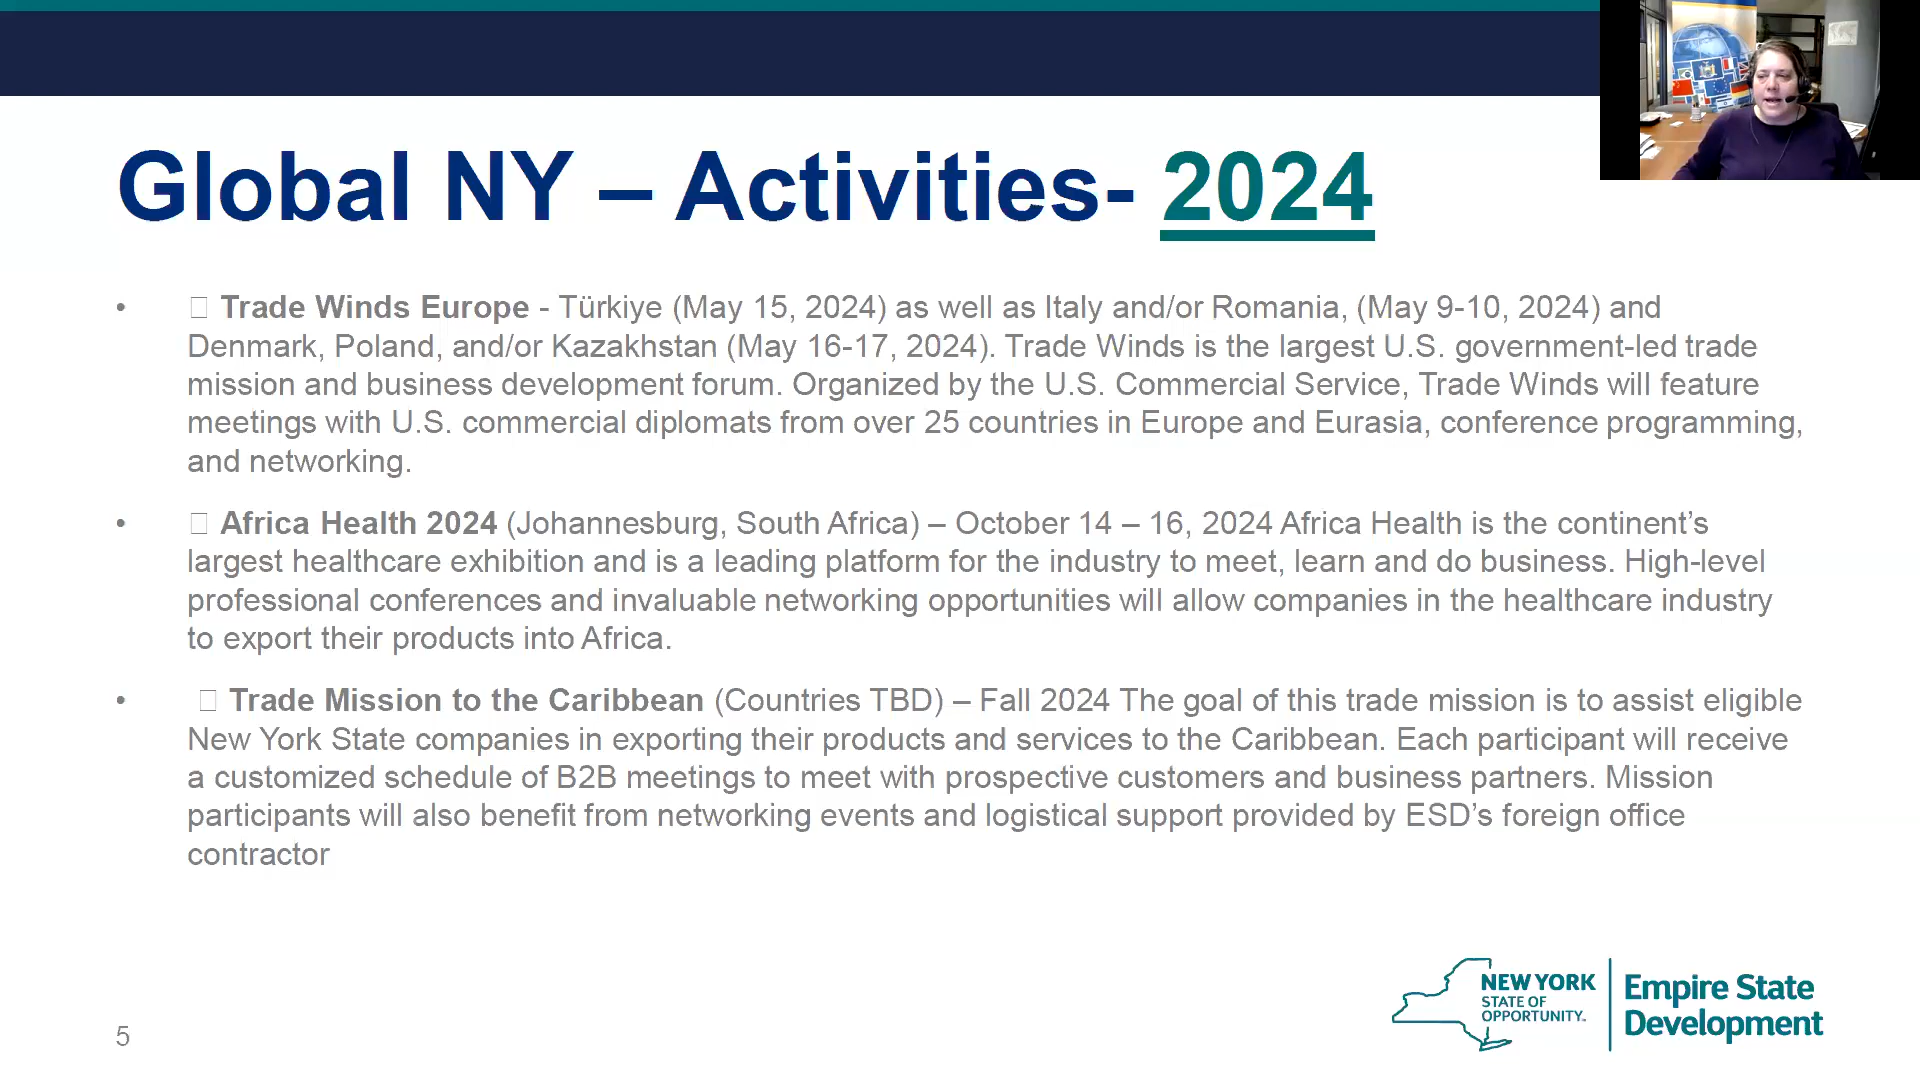 Global NY – Activities- 2024
• Trade Winds Europe - Türkiye (May 15, 2024) as well as Italy and/or Romania, (May 9-10, 2024) and
Denmark, Poland, and/or Kazakhstan (May 16-17, 2024). Trade Winds is the largest U.S. government-led trade
mission and business development forum. Organized by the U.S. Commercial Service, Trade Winds will feature
meetings with U.S. commercial diplomats from over 25 countries in Europe and Eurasia, conference programming,
and networking.
• Africa Health 2024 (Johannesburg, South Africa) – October 14 – 16, 2024 Africa Health is the continent’s
largest healthcare exhibition and is a leading platform for the industry to meet, learn and do business. High-level
professional conferences and invaluable networking opportunities will allow companies in the healthcare industry
to export their products into Africa.
• Trade Mission to the Caribbean (Countries TBD) – Fall 2024 The goal of this trade mission is to assist eligible
New York State companies in exporting their products and services to the Caribbean. Each participant will receive
a customized schedule of B2B meetings to meet with prospective customers and business partners. Mission
participants will also benefit from networking events and logistical support provided by ESD’s foreign office
contractor
NEW YORK
STATE OF
OPPORTUNITY™
Empire State
Development
5